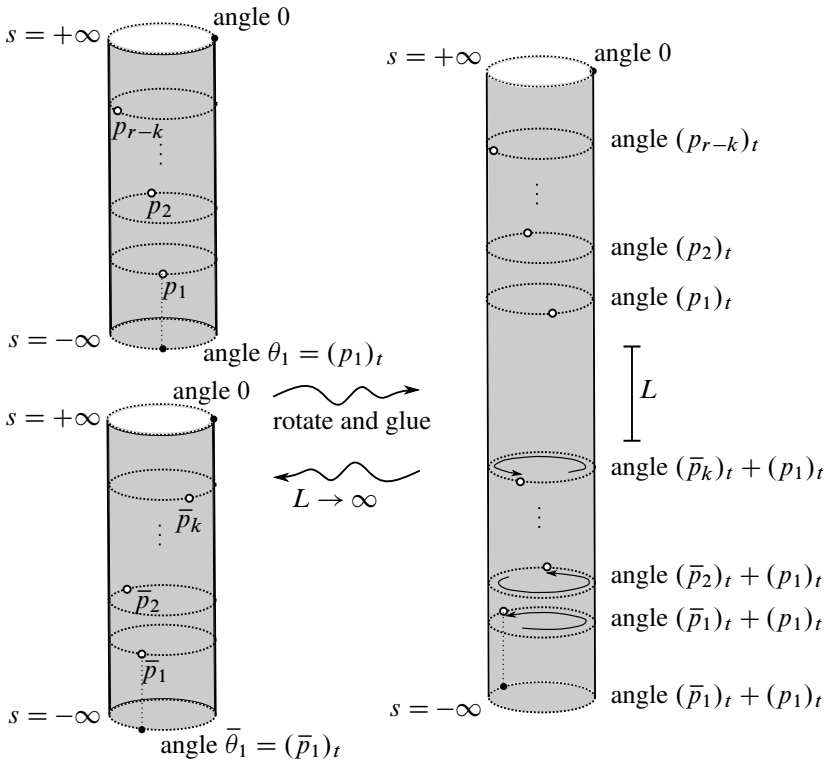 angle 0
s = +∞
p_{r−k}
p_2
p_1
s = −∞
angle θ_1 = (p_1)_t
angle 0
s = +∞
p̄_k
p̄_2
p̄_1
s = −∞
angle θ̄_1 = (p̄_1)_t
rotate and glue
L → ∞
s = +∞
angle 0
angle (p_{r−k})_t
angle (p_2)_t
angle (p_1)_t
L
angle (p̄_k)_t + (p_1)_t
angle (p̄_2)_t + (p_1)_t
angle (p̄_1)_t + (p_1)_t
s = −∞
angle (p̄_1)_t + (p_1)_t